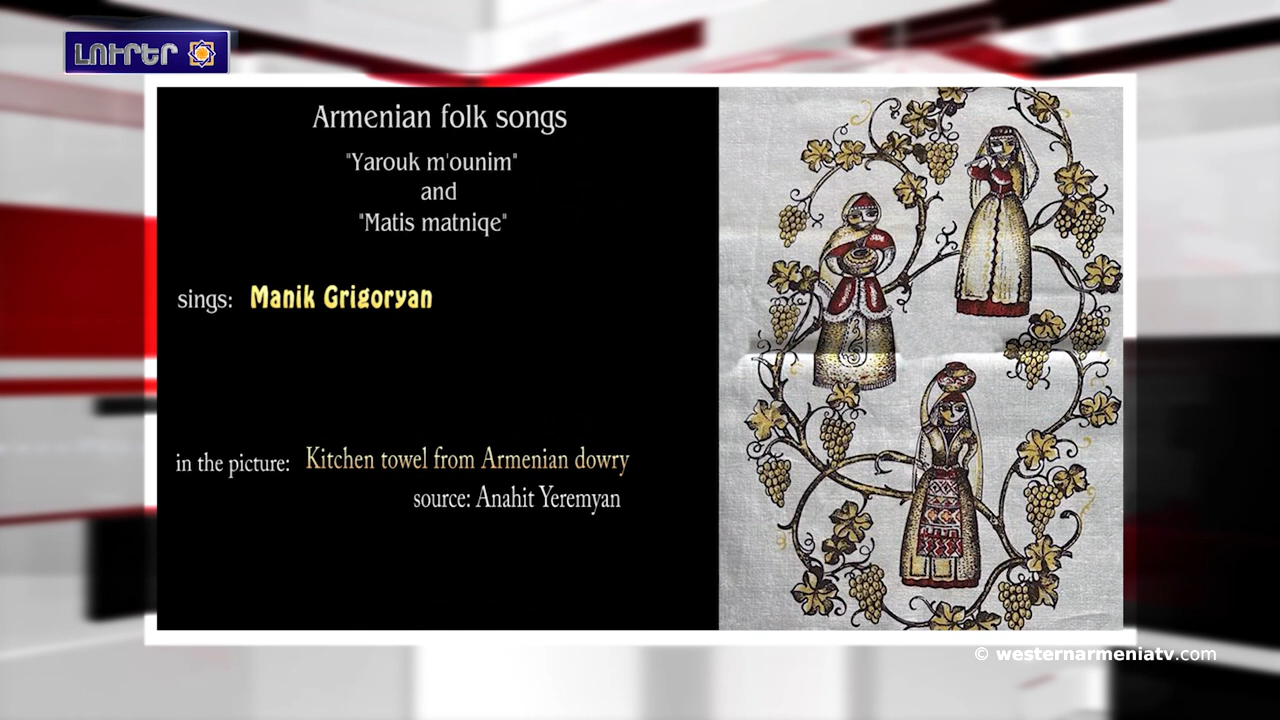 ԼՈՒՐԵՐ
Armenian folk songs
"Yarouk m'ounim"
and
"Matis matniqe"
sings: Manik Grigoryan
in the picture: Kitchen towel from Armenian dowry
source: Anahit Yeremyan
© westernarmeniatv.com